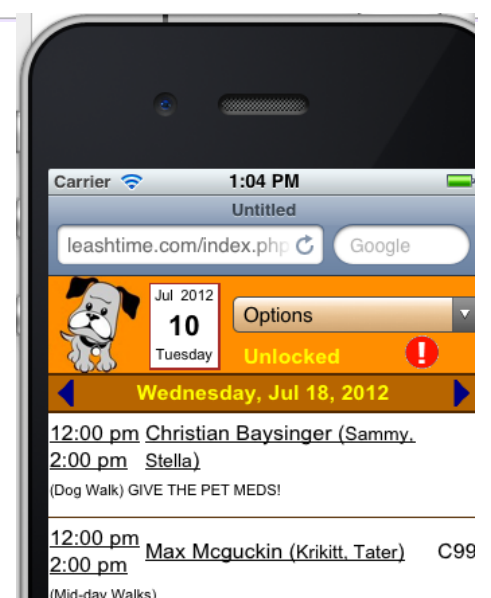 Carrier 1:04 PM
Untitled
leashtime.com/index.php Google
Jul 2012
10
Tuesday
Options
Unlocked !
Wednesday, Jul 18, 2012
12:00 pm Christian Baysinger (Sammy,
2:00 pm Stella)
(Dog Walk) GIVE THE PET MEDS!
12:00 pm
2:00 pm Max Mcguckin (Krikitt, Tater) C99
(Mid-day Walks)